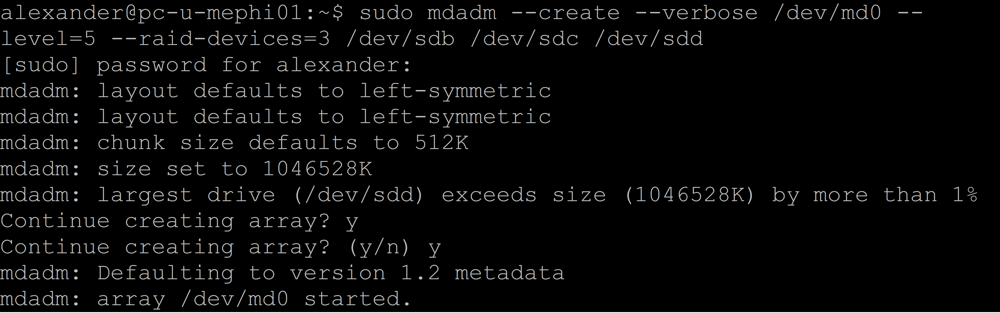 alexander@pc-u-mephi01:~$ sudo mdadm --create --verbose /dev/md0 --
level=5 --raid-devices=3 /dev/sdb /dev/sdc /dev/sdd
[sudo] password for alexander:
mdadm: layout defaults to left-symmetric
mdadm: layout defaults to left-symmetric
mdadm: chunk size defaults to 512K
mdadm: size set to 1046528K
mdadm: largest drive (/dev/sdd) exceeds size (1046528K) by more than 1%
Continue creating array? y
Continue creating array? (y/n) y
mdadm: Defaulting to version 1.2 metadata
mdadm: array /dev/md0 started.